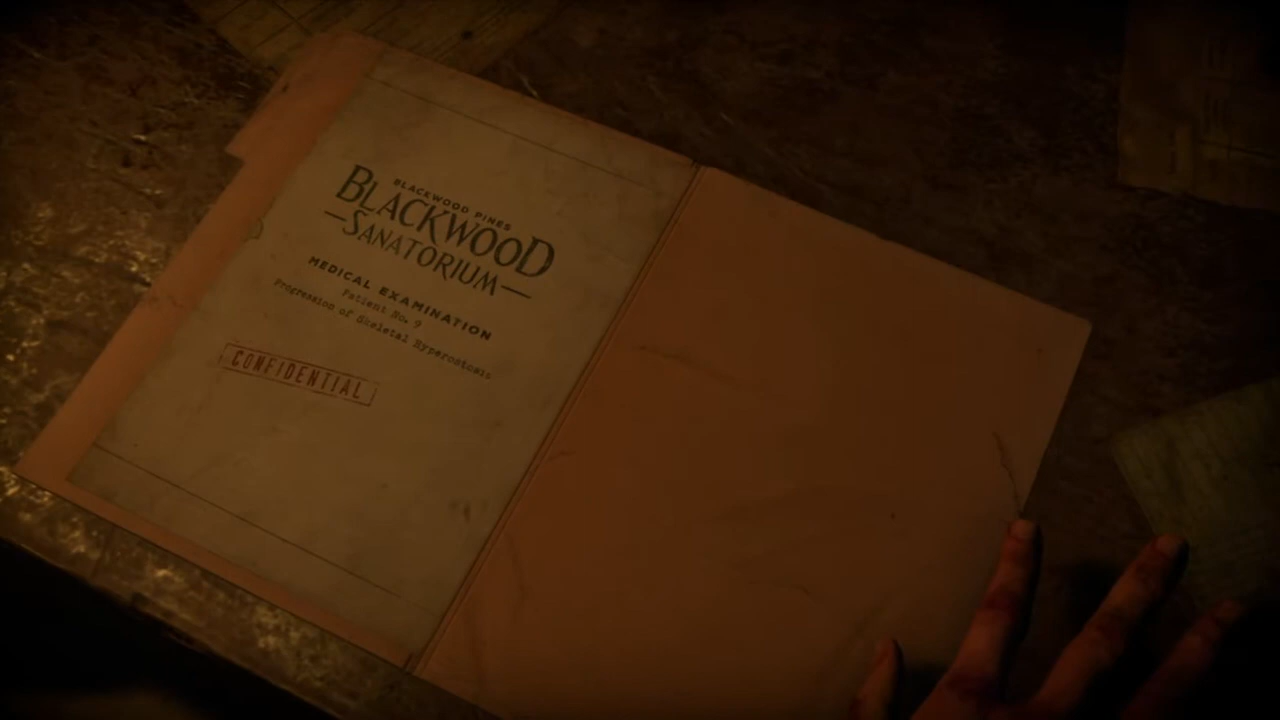 BLACKWOOD PINES
BLACKWOOD
SANATORIUM
MEDICAL EXAMINATION
Patient No. 9
Progression of Skeletal Hyperostosis
CONFIDENTIAL